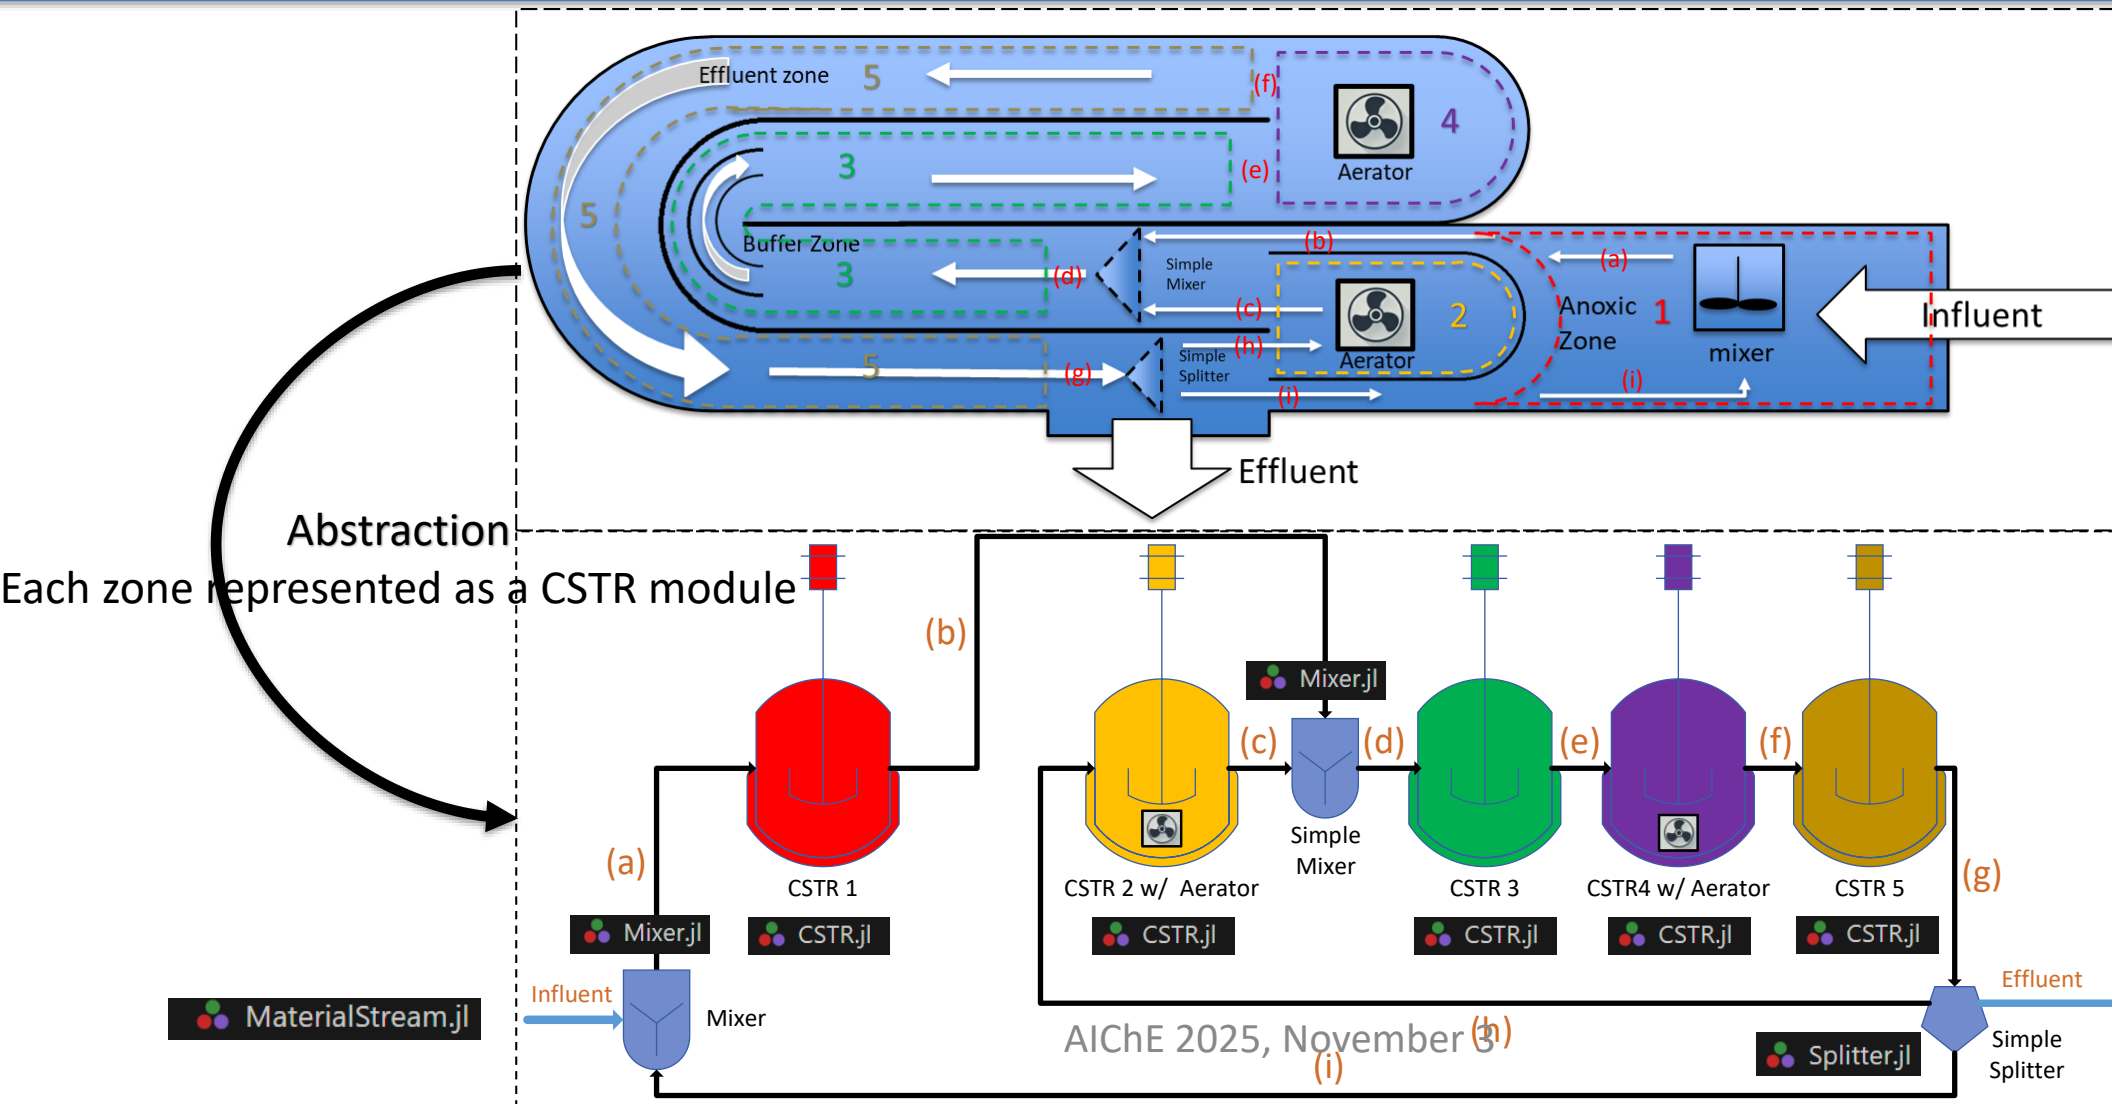 Effluent zone
5
(f)
4
Aerator
3
(e)
5
Buffer Zone
3
(d)
Simple
Mixer
(b)
(a)
(c)
2
Aerator
Anoxic
Zone
1
mixer
Influent
5
(g)
Simple
Splitter
(h)
(i)
(i)
Effluent
Abstraction
Each zone represented as a CSTR module
(b)
Mixer.jl
(c)
(d)
(e)
(f)
Simple
Mixer
(a)
(g)
CSTR 1
CSTR 2 w/ Aerator
CSTR 3
CSTR4 w/ Aerator
CSTR 5
Mixer.jl
CSTR.jl
CSTR.jl
CSTR.jl
CSTR.jl
CSTR.jl
MaterialStream.jl
Influent
Mixer
AIChE 2025, November 3
(h)
(i)
Effluent
Splitter.jl
Simple
Splitter